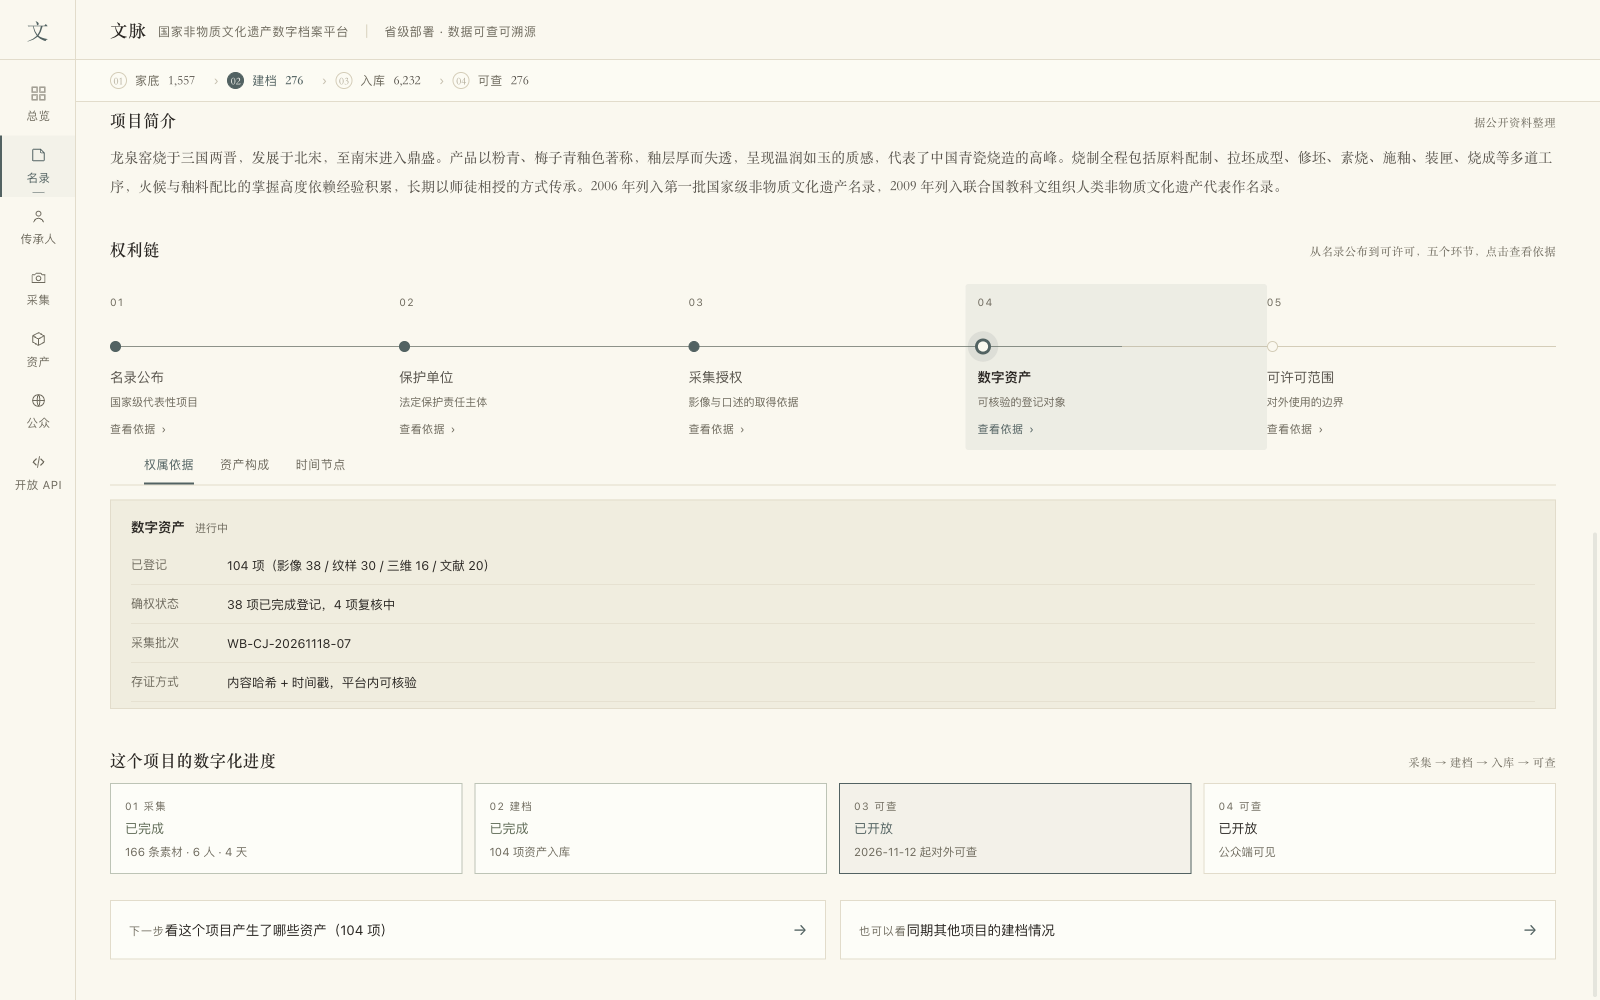 文
文脉 国家非物质文化遗产数字档案平台 省级部署 · 数据可查可溯源
01 家底 1,557 › 02 建档 276 › 03 入库 6,232 › 04 可查 276
总览
名录
传承人
采集
资产
公众
开放 API
项目简介 据公开资料整理
龙泉窑烧于三国两晋，发展于北宋，至南宋进入鼎盛。产品以粉青、梅子青釉色著称，釉层厚而失透，呈现温润如玉的质感，代表了中国青瓷烧造的高峰。烧制全程包括原料配制、拉坯成型、修坯、素烧、施釉、装匣、烧成等多道工
序，火候与釉料配比的掌握高度依赖经验积累，长期以师徒相授的方式传承。2006 年列入第一批国家级非物质文化遗产名录，2009 年列入联合国教科文组织人类非物质文化遗产代表作名录。
权利链 从名录公布到可许可，五个环节，点击查看依据
01 02 03 04 05
名录公布 保护单位 采集授权 数字资产 可许可范围
国家级代表性项目 法定保护责任主体 影像与口述的取得依据 可核验的登记对象 对外使用的边界
查看依据 › 查看依据 › 查看依据 › 查看依据 › 查看依据 ›
权属依据 资产构成 时间节点
数字资产 进行中
已登记 104 项（影像 38 / 纹样 30 / 三维 16 / 文献 20）
确权状态 38 项已完成登记，4 项复核中
采集批次 WB-CJ-20261118-07
存证方式 内容哈希 + 时间戳，平台内可核验
这个项目的数字化进度 采集 → 建档 → 入库 → 可查
01 采集 02 建档 03 可查 04 可查
已完成 已完成 已开放 已开放
166 条素材 · 6 人 · 4 天 104 项资产入库 2026-11-12 起对外可查 公众端可见
下一步看这个项目产生了哪些资产（104 项） → 也可以看同期其他项目的建档情况 →